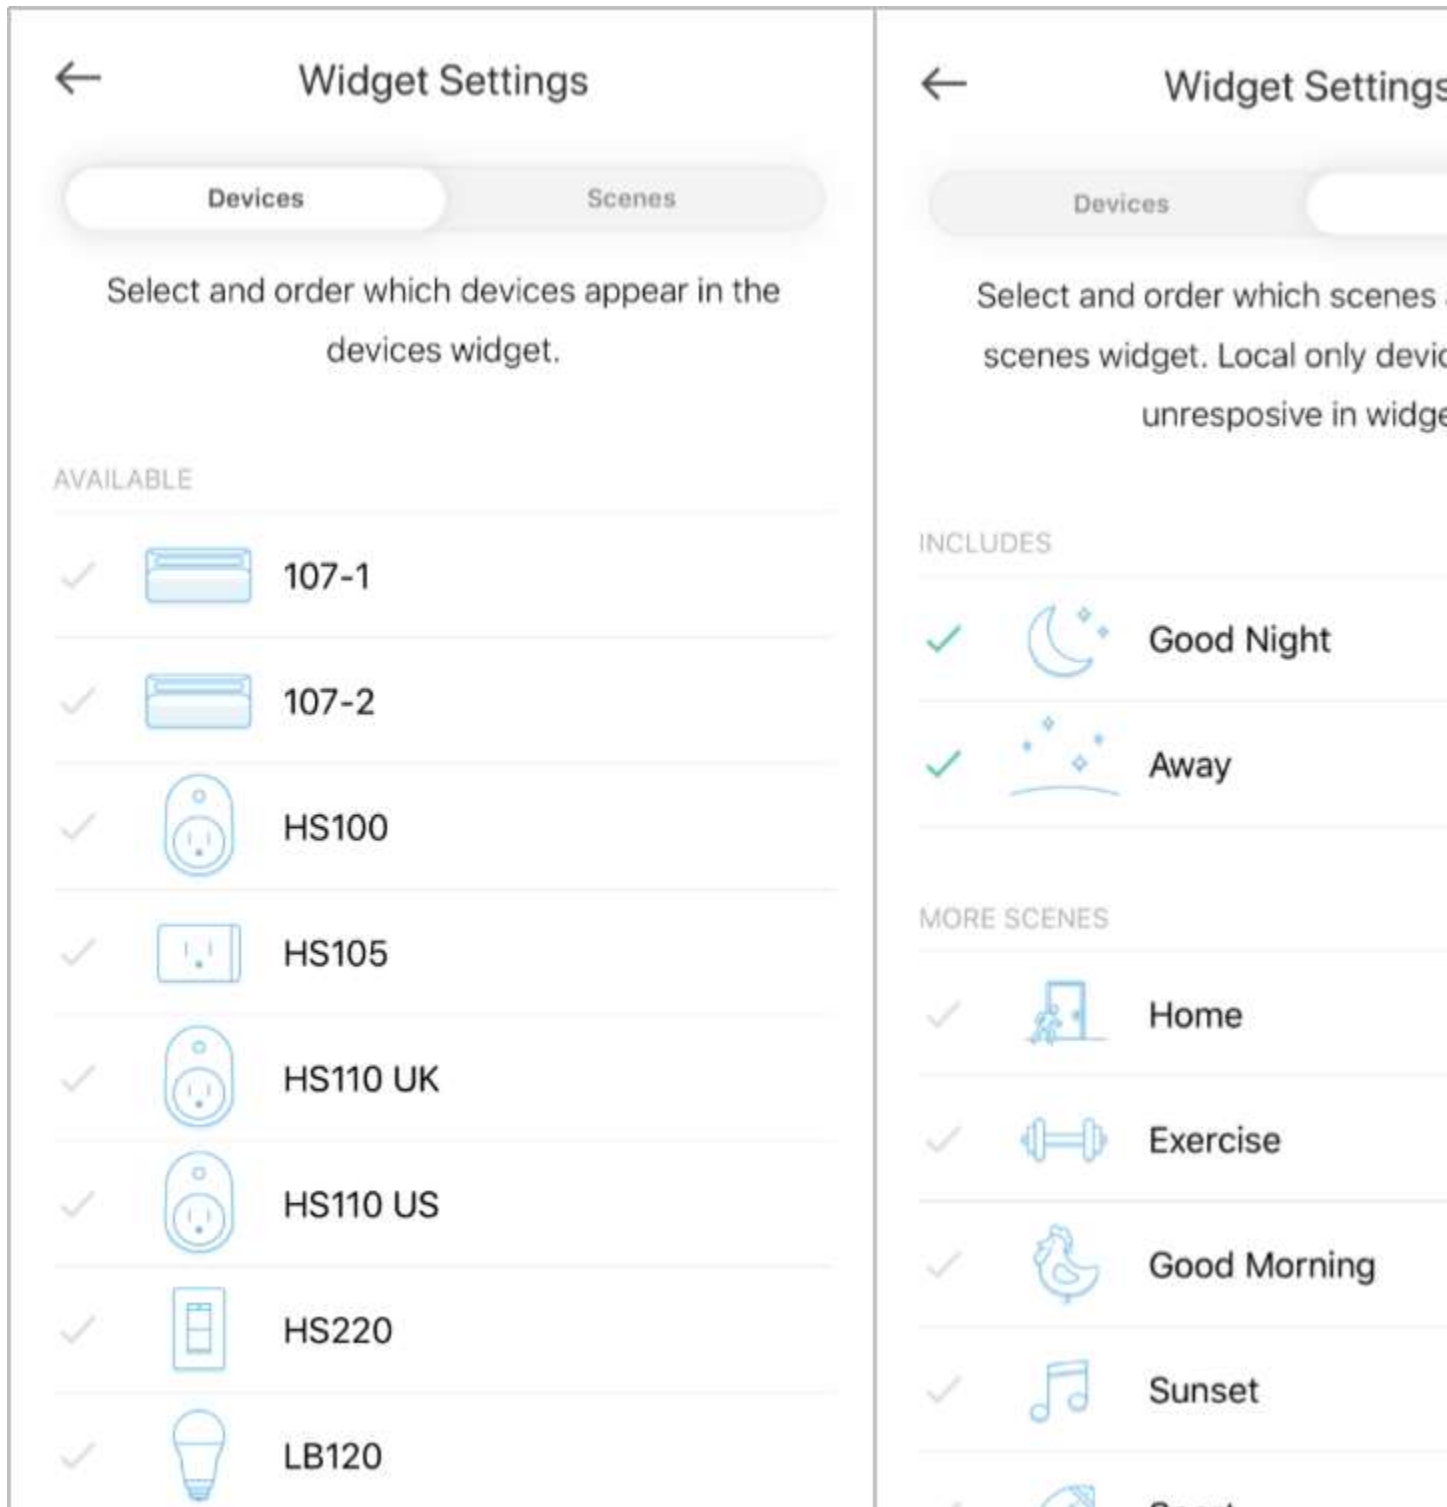 Widget Settings
Devices
Scenes
Select and order which devices appear in the
devices widget.
AVAILABLE
107-1
107-2
HS100
HS105
HS110 UK
HS110 US
HS220
LB120
Widget Settings
Devices
Select and order which scenes
scenes widget. Local only
unresposive in
INCLUDES
Good Night
Away
MORE SCENES
Home
Exercise
Good Morning
Sunset